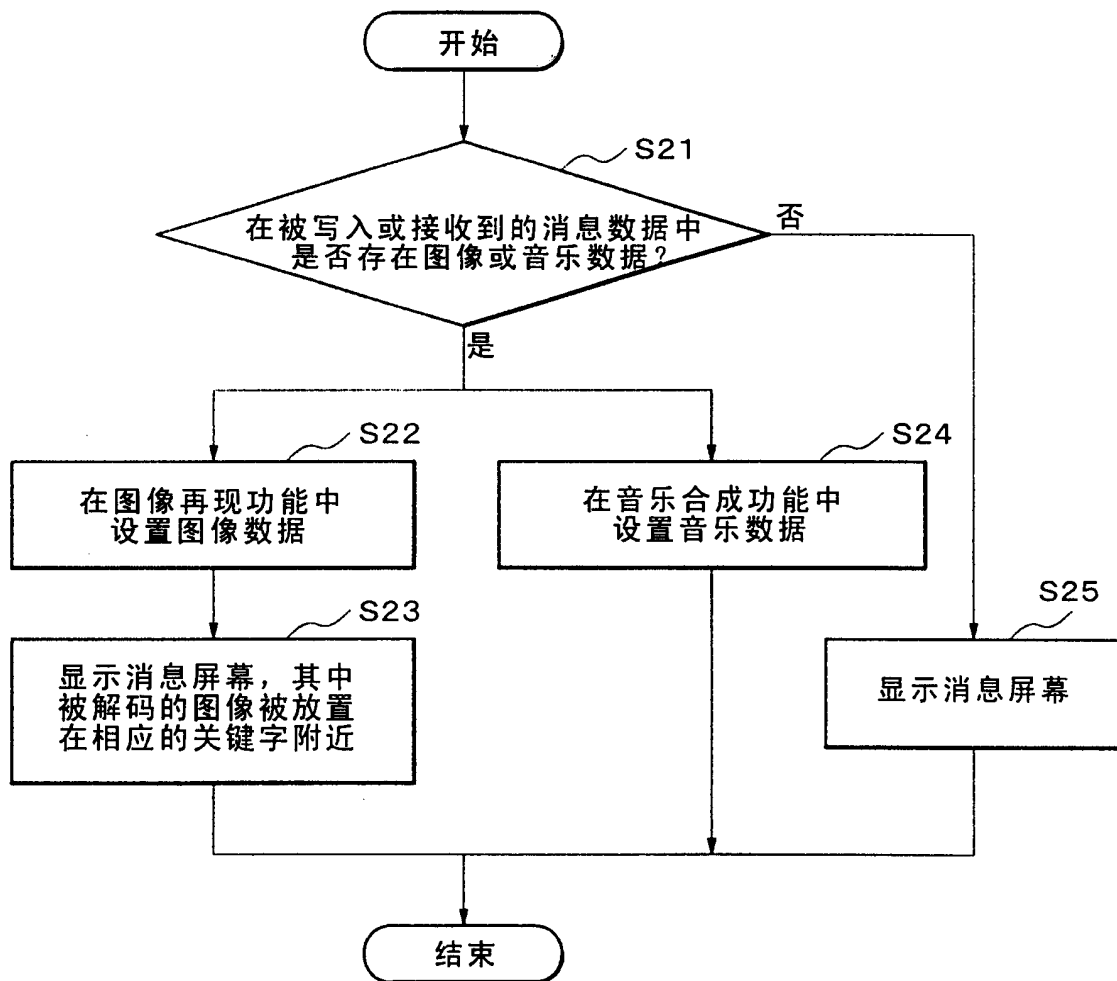 开始
S21
在被写入或接收到的消息数据中
是否存在图像或音乐数据?
否
是
S22
在图像再现功能中
设置图像数据
S24
在音乐合成功能中
设置音乐数据
S23
显示消息屏幕，其中
被解码的图像被放置
在相应的关键字附近
S25
显示消息屏幕
结束